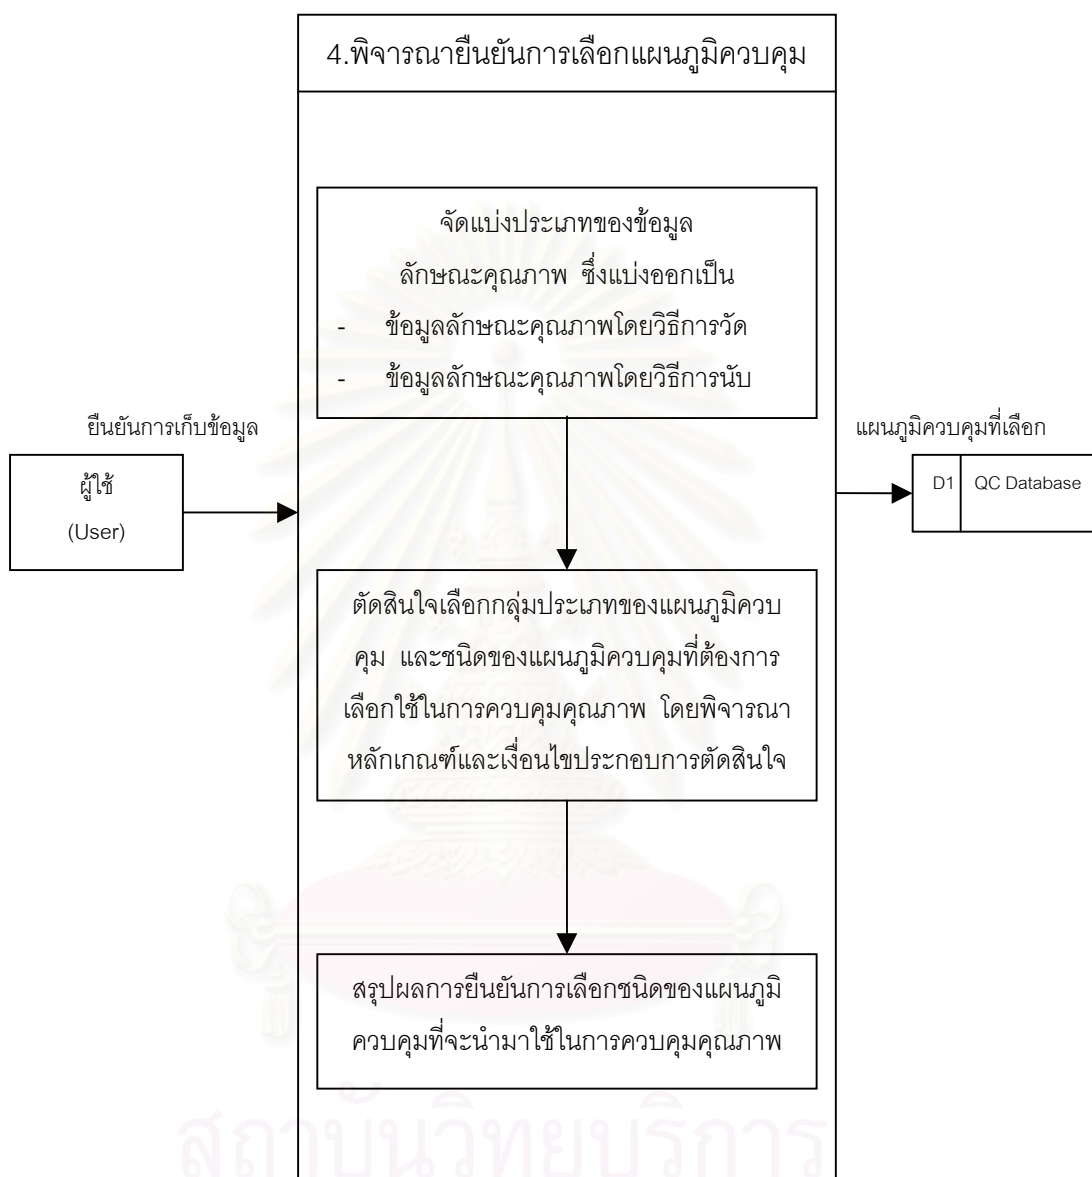 4.พิจารณายืนยันการเลือกแผนภูมิควบคุม
จัดแบ่งประเภทของข้อมูล
ลักษณะคุณภาพ ซึ่งแบ่งออกเป็น
- ข้อมูลลักษณะคุณภาพโดยวิธีการวัด
- ข้อมูลลักษณะคุณภาพโดยวิธีการนับ
ยืนยันการเก็บข้อมูล
ผู้ใช้
(User)
แผนภูมิควบคุมที่เลือก
D1 QC Database
ตัดสินใจเลือกกลุ่มประเภทของแผนภูมิควบ
คุม และชนิดของแผนภูมิควบคุมที่ต้องการ
เลือกใช้ในการควบคุมคุณภาพ โดยพิจารณา
หลักเกณฑ์และเงื่อนไขประกอบการตัดสินใจ
สรุปผลการยืนยันการเลือกชนิดของแผนภูมิ
ควบคุมที่จะนำมาใช้ในการควบคุมคุณภาพ
สถาบันวิทยบริการ